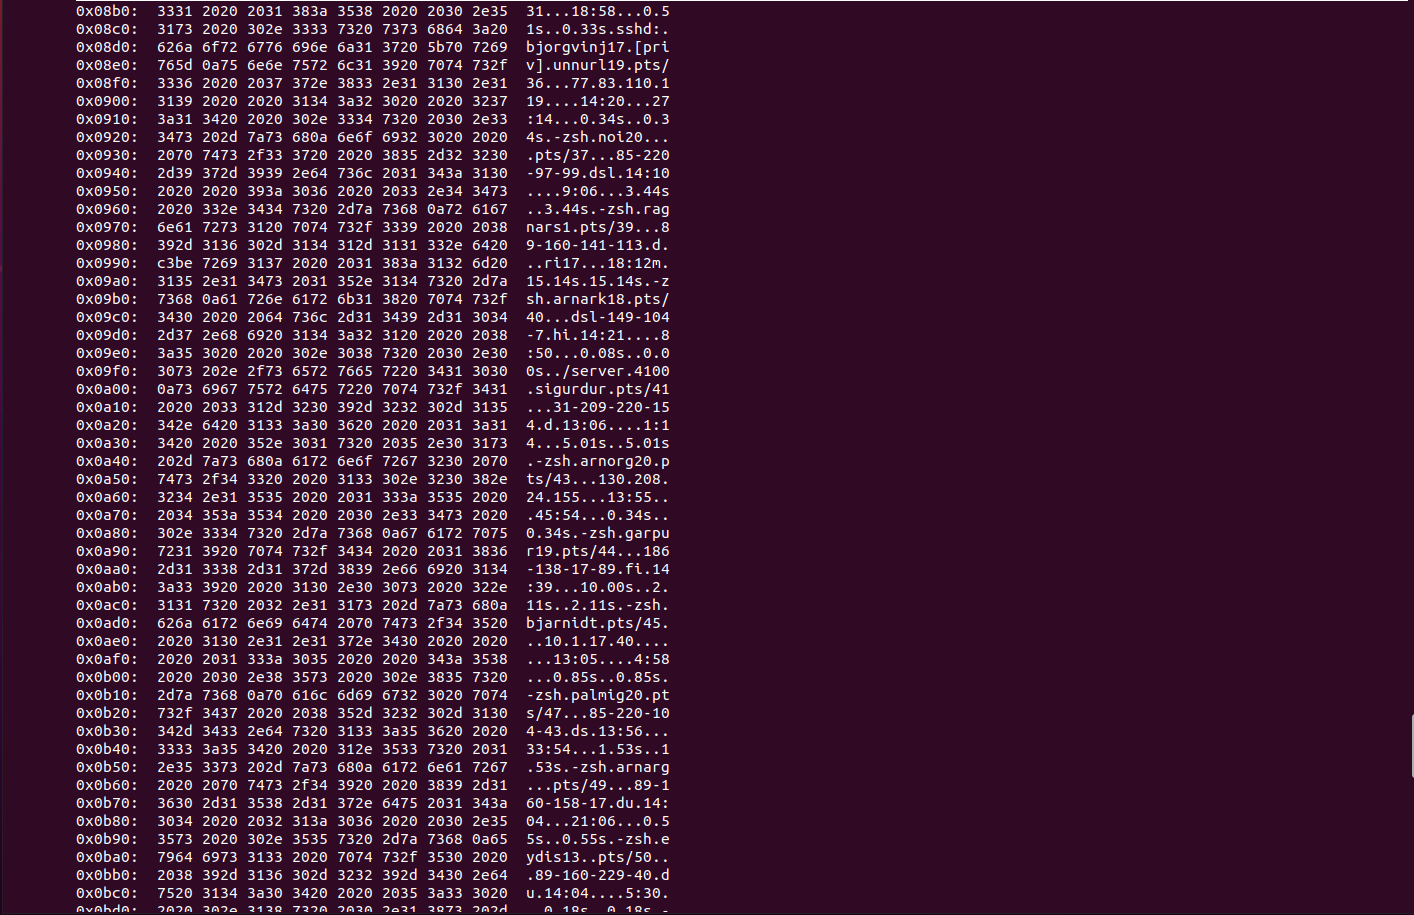 0x08b0:  3331 2020 2031 383a 3538 2020 2030 2e35  31...18:58...0.5
0x08c0:  3173 2020 302e 3333 7320 7373 6864 3a20  1s..0.33s.sshd:.
0x08d0:  626a 6f72 6776 696e 6a31 3720 5b70 7269  bjorgvinj17.[pri
0x08e0:  765d 0a75 6e6e 7572 6c31 3920 7074 732f  v].unnurl19.pts/
0x08f0:  3336 2020 2037 372e 3833 2e31 3130 2e31  36...77.83.110.1
0x0900:  3139 2020 2020 3134 3a32 3020 2020 3237  19....14:20...27
0x0910:  3a31 3420 2020 302e 3334 7320 2030 2e33  :14...0.34s..0.3
0x0920:  3473 202d 7a73 680a 6e6f 6932 3020 2020  4s.-zsh.noi20...
0x0930:  2070 7473 2f33 3720 2020 3835 2d32 3230  .pts/37...85-220
0x0940:  2d39 372d 3939 2e64 736c 2031 343a 3130  -97-99.dsl.14:10
0x0950:  2020 2020 393a 3036 2020 2033 2e34 3473  ....9:06...3.44s
0x0960:  2020 332e 3434 7320 2d7a 7368 0a72 6167  ..3.44s.-zsh.rag
0x0970:  6e61 7273 3120 7074 732f 3339 2020 2038  nars1.pts/39...8
0x0980:  392d 3136 302d 3134 312d 3131 332e 6420  9-160-141-113.d.
0x0990:  c3be 7269 3137 2020 2031 383a 3132 6d20  ..ri17...18:12m.
0x09a0:  3135 2e31 3473 2031 352e 3134 7320 2d7a  15.14s.15.14s.-z
0x09b0:  7368 0a61 726e 6172 6b31 3820 7074 732f  sh.arnark18.pts/
0x09c0:  3430 2020 2064 736c 2d31 3439 2d31 3034  40...dsl-149-104
0x09d0:  2d37 2e68 6920 3134 3a32 3120 2020 2038  -7.hi.14:21....8
0x09e0:  3a35 3020 2020 302e 3038 7320 2030 2e30  :50...0.08s..0.0
0x09f0:  3073 202e 2f73 6572 7665 7220 3431 3030  0s../server.4100
0x0a00:  0a73 6967 7572 6475 7220 7074 732f 3431  .sigurdur.pts/41
0x0a10:  2020 2033 312d 3230 392d 3232 302d 3135  ...31-209-220-15
0x0a20:  342e 6420 3133 3a30 3620 2020 2031 3a31  4.d.13:06....1:1
0x0a30:  3420 2020 352e 3031 7320 2035 2e30 3173  4...5.01s..5.01s
0x0a40:  202d 7a73 680a 6172 6e6f 7267 3230 2070  .-zsh.arnorg20.p
0x0a50:  7473 2f34 3320 2020 3133 302e 3230 382e  ts/43...130.208.
0x0a60:  3234 2e31 3535 2020 2031 333a 3535 2020  24.155...13:55..
0x0a70:  2034 353a 3534 2020 2030 2e33 3473 2020  .45:54...0.34s..
0x0a80:  302e 3334 7320 2d7a 7368 0a67 6172 7075  0.34s.-zsh.garpu
0x0a90:  7231 3920 7074 732f 3434 2020 2031 3836  r19.pts/44...186
0x0aa0:  2d31 3338 2d31 372d 3839 2e66 6920 3134  -138-17-89.fi.14
0x0ab0:  3a33 3920 2020 3130 2e30 3073 2020 322e  :39...10.00s..2.
0x0ac0:  3131 7320 2032 2e31 3173 202d 7a73 680a  11s..2.11s.-zsh.
0x0ad0:  626a 6172 6e69 6474 2070 7473 2f34 3520  bjarnidt.pts/45.
0x0ae0:  2020 3130 2e31 2e31 372e 3430 2020 2020  ..10.1.17.40....
0x0af0:  2020 2031 333a 3035 2020 2020 343a 3538  ...13:05....4:58
0x0b00:  2020 2030 2e38 3573 2020 302e 3835 7320  ...0.85s..0.85s.
0x0b10:  2d7a 7368 0a70 616c 6d69 6732 3020 7074  -zsh.palmig20.pt
0x0b20:  732f 3437 2020 2038 352d 3232 302d 3130  s/47...85-220-10
0x0b30:  342d 3433 2e64 7320 3133 3a35 3620 2020  4-43.ds.13:56...
0x0b40:  3333 3a35 3420 2020 312e 3533 7320 2031  33:54...1.53s..1
0x0b50:  2e35 3373 202d 7a73 680a 6172 6e61 7267  .53s.-zsh.arnarg
0x0b60:  2020 2070 7473 2f34 3920 2020 3839 2d31  ...pts/49...89-1
0x0b70:  3630 2d31 3538 2d31 372e 6475 2031 343a  60-158-17.du.14:
0x0b80:  3034 2020 2032 313a 3036 2020 2030 2e35  04...21:06...0.5
0x0b90:  3573 2020 302e 3535 7320 2d7a 7368 0a65  5s..0.55s.-zsh.e
0x0ba0:  7964 6973 3133 2020 7074 732f 3530 2020  ydis13..pts/50..
0x0bb0:  2038 392d 3136 302d 3232 392d 3430 2e64  .89-160-229-40.d
0x0bc0:  7520 3134 3a30 3420 2020 2035 3a33 3020  u.14:04....5:30.
0x0bd0:  2020 302e 3138 7320 2030 2e31 3873 202d  ..0.18s..0.18s.-